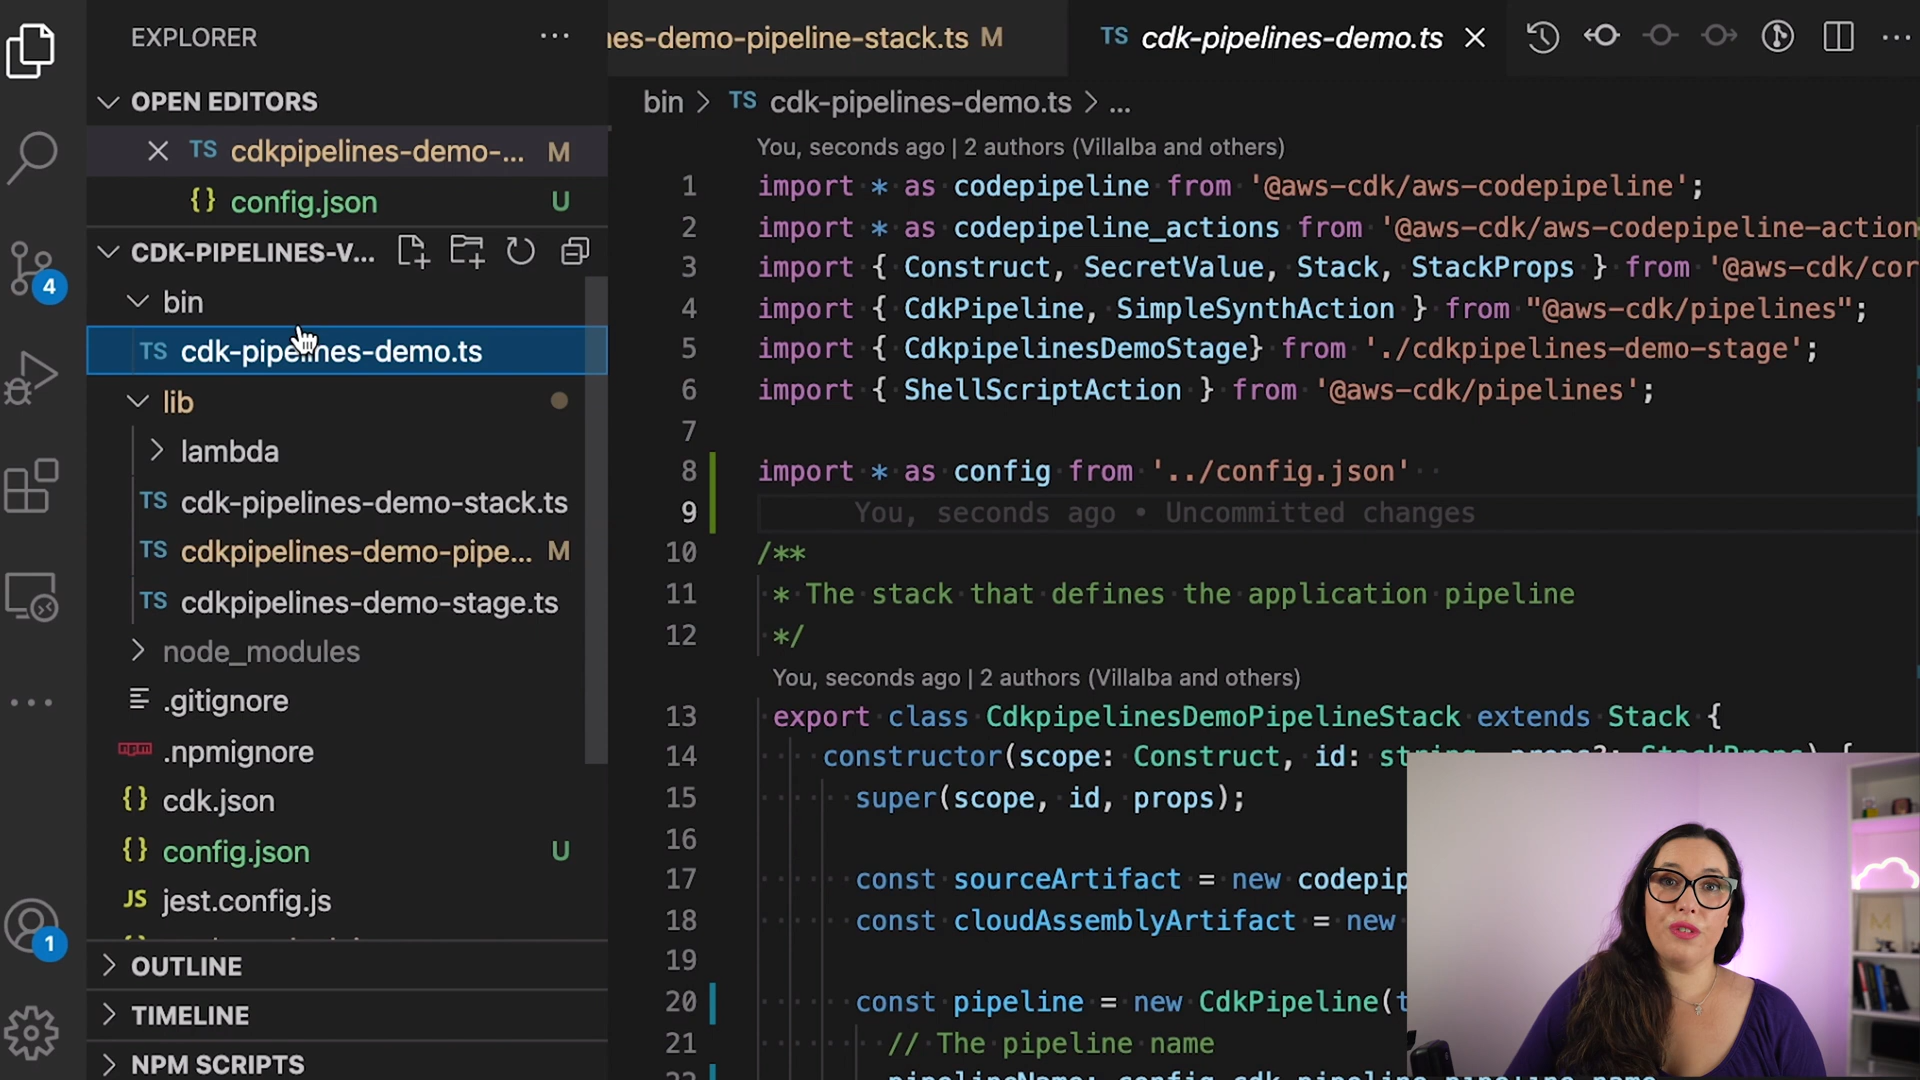 EXPLORER
OPEN EDITORS
TS cdkpipelines-demo-... M
{} config.json U
CDK-PIPELINES-V...
bin
TS cdk-pipelines-demo.ts
lib
lambda
TS cdk-pipelines-demo-stack.ts
TS cdkpipelines-demo-pipe... M
TS cdkpipelines-demo-stage.ts
node_modules
.gitignore
npm .npmignore
{} cdk.json
{} config.json U
JS jest.config.js
OUTLINE
TIMELINE
NPM SCRIPTS
4
1
nes-demo-pipeline-stack.ts M
TS cdk-pipelines-demo.ts
bin > TS cdk-pipelines-demo.ts > ...
You, seconds ago | 2 authors (Villalba and others)
1 import * as codepipeline from '@aws-cdk/aws-codepipeline';
2 import * as codepipeline_actions from '@aws-cdk/aws-codepipeline-action
3 import { Construct, SecretValue, Stack, StackProps } from '@aws-cdk/cor
4 import { CdkPipeline, SimpleSynthAction } from "@aws-cdk/pipelines";
5 import { CdkpipelinesDemoStage} from './cdkpipelines-demo-stage';
6 import { ShellScriptAction } from '@aws-cdk/pipelines';
7
8 import * as config from '../config.json'
9 You, seconds ago • Uncommitted changes
10 /**
11 * The stack that defines the application pipeline
12 */
You, seconds ago | 2 authors (Villalba and others)
13 export class CdkpipelinesDemoPipelineStack extends Stack {
14 constructor(scope: Construct, id: string, props?: StackProps) {
15 super(scope, id, props);
16
17 const sourceArtifact = new codepip
18 const cloudAssemblyArtifact = new
19
20 const pipeline = new CdkPipeline(t
21 // The pipeline name